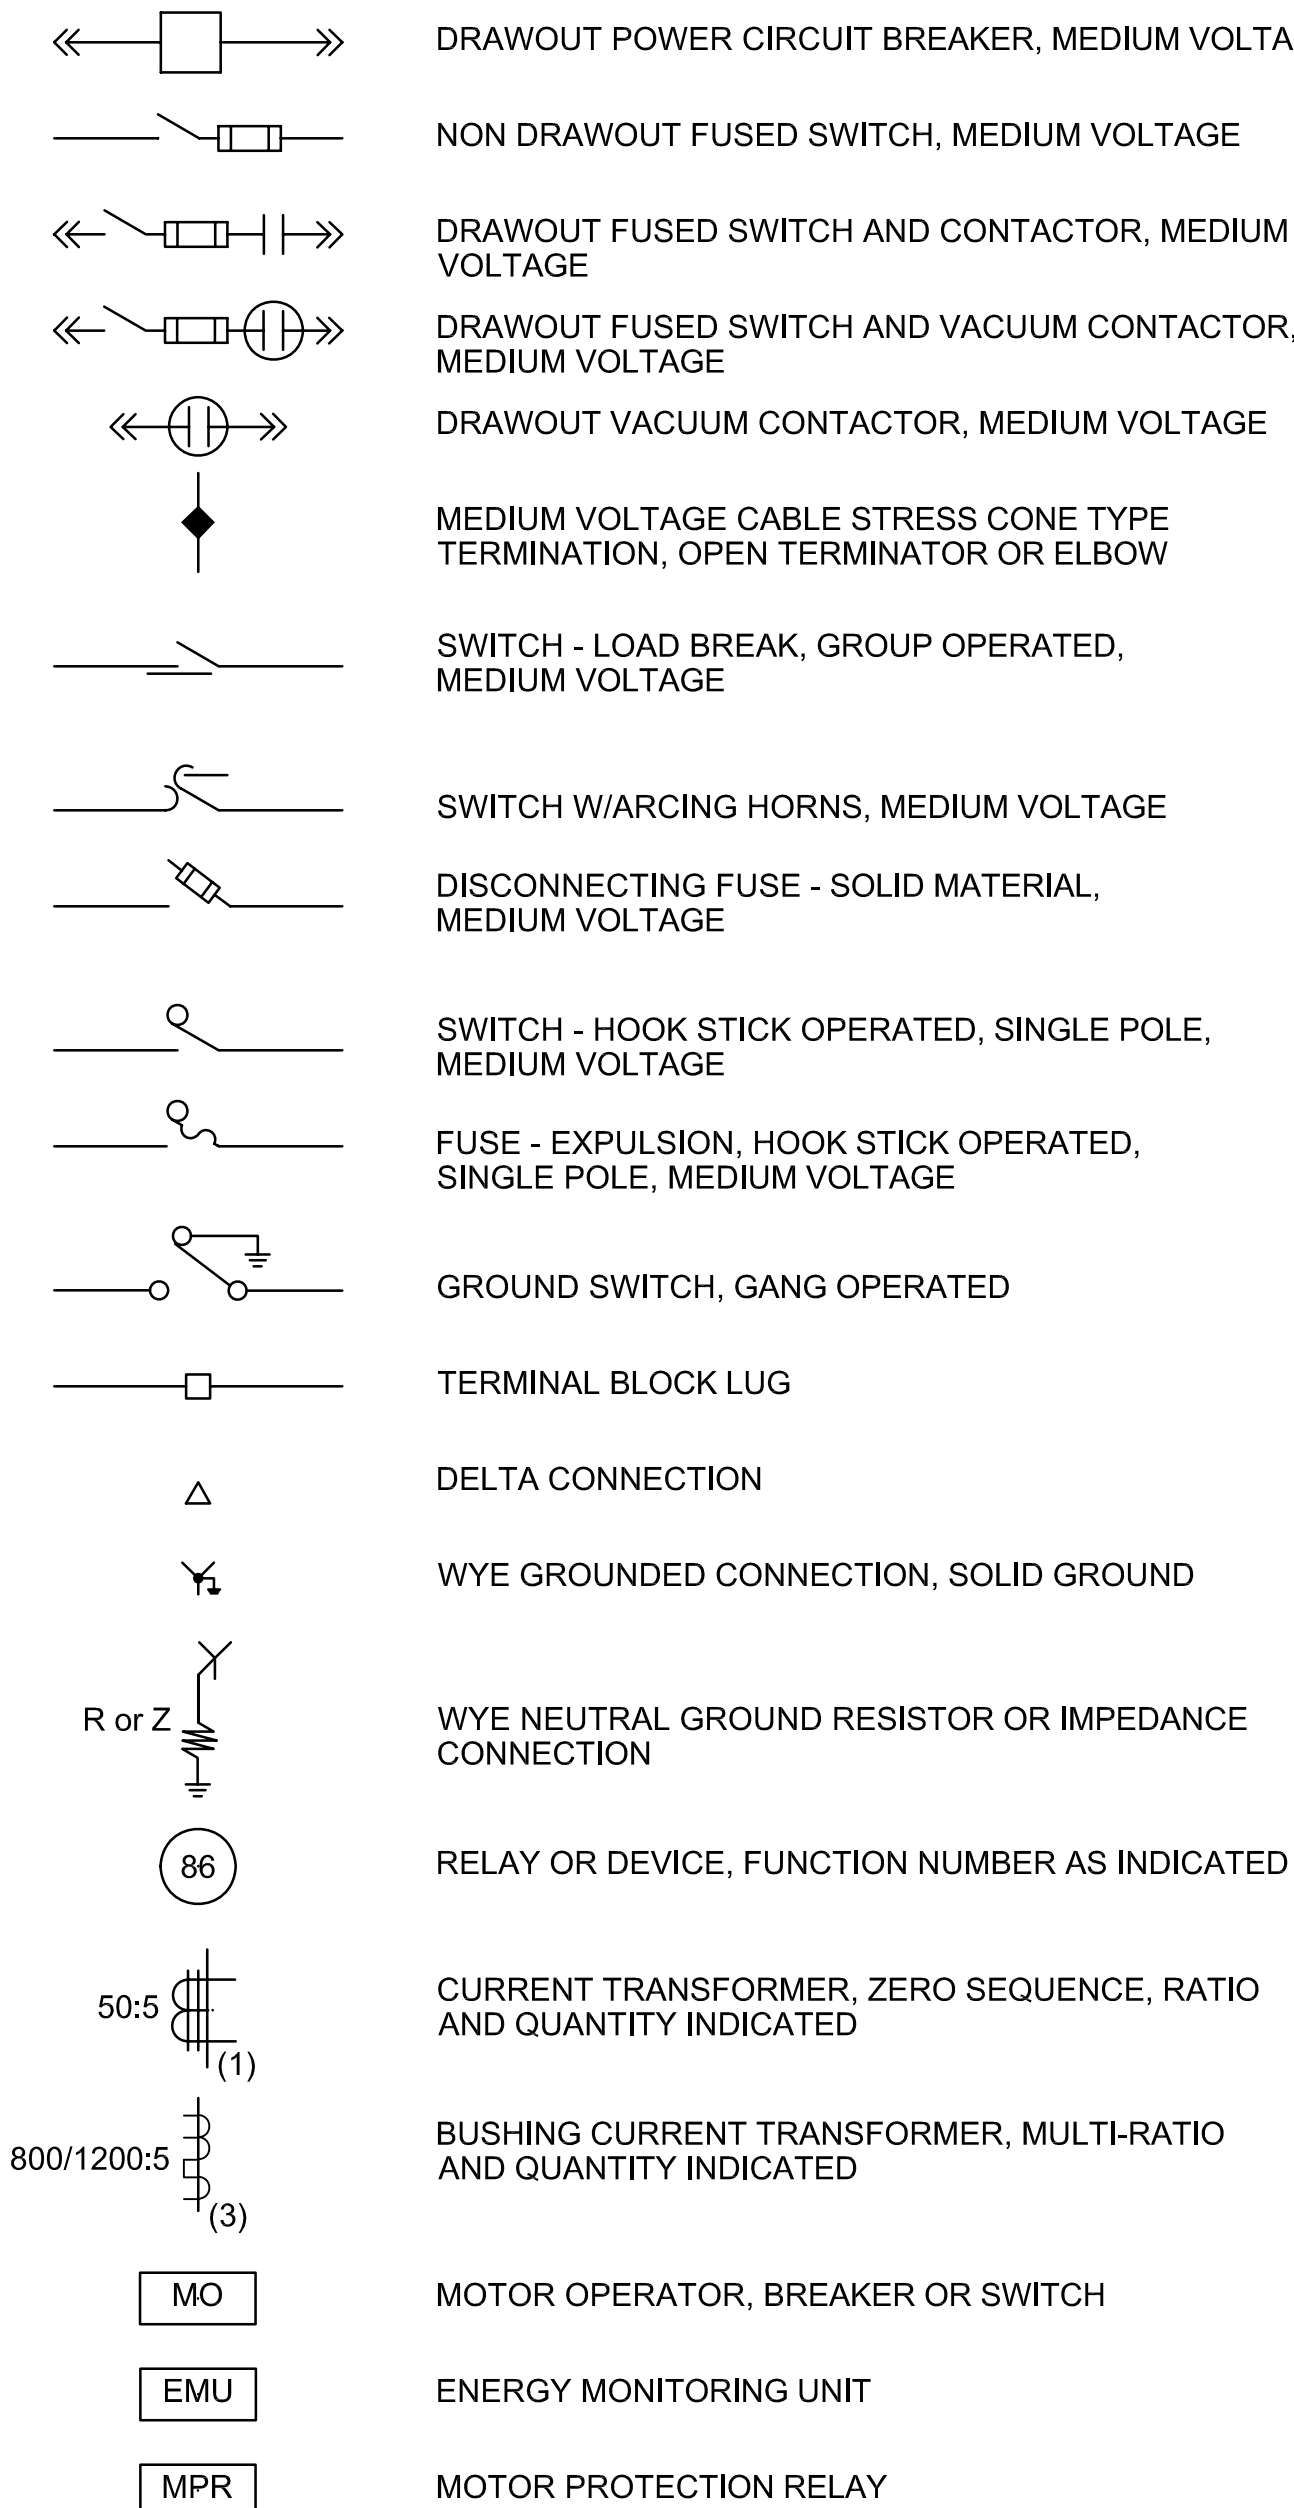 DRAWOUT POWER CIRCUIT BREAKER, MEDIUM
NON DRAWOUT FUSED SWITCH, MEDIUM VOLTAGE
DRAWOUT FUSED SWITCH AND CONTACTOR, MEDIUM
VOLTAGE
DRAWOUT FUSED SWITCH AND VACUUM CONTACTOR,
MEDIUM VOLTAGE
DRAWOUT VACUUM CONTACTOR, MEDIUM VOLTAGE
MEDIUM VOLTAGE CABLE STRESS CONE TYPE
TERMINATION, OPEN TERMINATOR OR ELBOW
SWITCH - LOAD BREAK, GROUP OPERATED,
MEDIUM VOLTAGE
SWITCH W/ARCING HORNS, MEDIUM VOLTAGE
DISCONNECTING FUSE - SOLID MATERIAL,
MEDIUM VOLTAGE
SWITCH - HOOK STICK OPERATED, SINGLE POLE,
MEDIUM VOLTAGE
FUSE - EXPULSION, HOOK STICK OPERATED,
SINGLE POLE, MEDIUM VOLTAGE
GROUND SWITCH, GANG OPERATED
TERMINAL BLOCK LUG
DELTA CONNECTION
WYE GROUNDED CONNECTION, SOLID GROUND
R or Z
WYE NEUTRAL GROUND RESISTOR OR IMPEDANCE
CONNECTION
86
RELAY OR DEVICE, FUNCTION NUMBER AS INDICATED
50:5
(1)
CURRENT TRANSFORMER, ZERO SEQUENCE, RATIO
AND QUANTITY INDICATED
800/1200:5
(3)
BUSHING CURRENT TRANSFORMER, MULTI-RATIO
AND QUANTITY INDICATED
MO
MOTOR OPERATOR, BREAKER OR SWITCH
EMU
ENERGY MONITORING UNIT
MPR
MOTOR PROTECTION RELAY